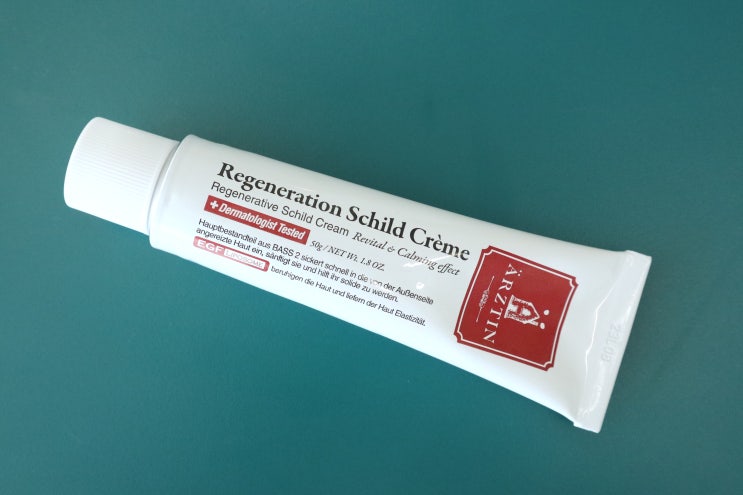 Regeneration Schild Crème
Regenerative Schild Cream Revital & Calming effect
Dermatologist Tested 50g / NET Wt. 1.8 OZ.
Hauptbestandteil aus BASS 2 sickert schnell in die von der Außenseite
angereizte Haut ein, sänftigt sie und hilft ihr solide zu werden.
EGF LIPOSOME beruhigen die Haut und liefern der Haut Elastizität.
ÄRZTIN